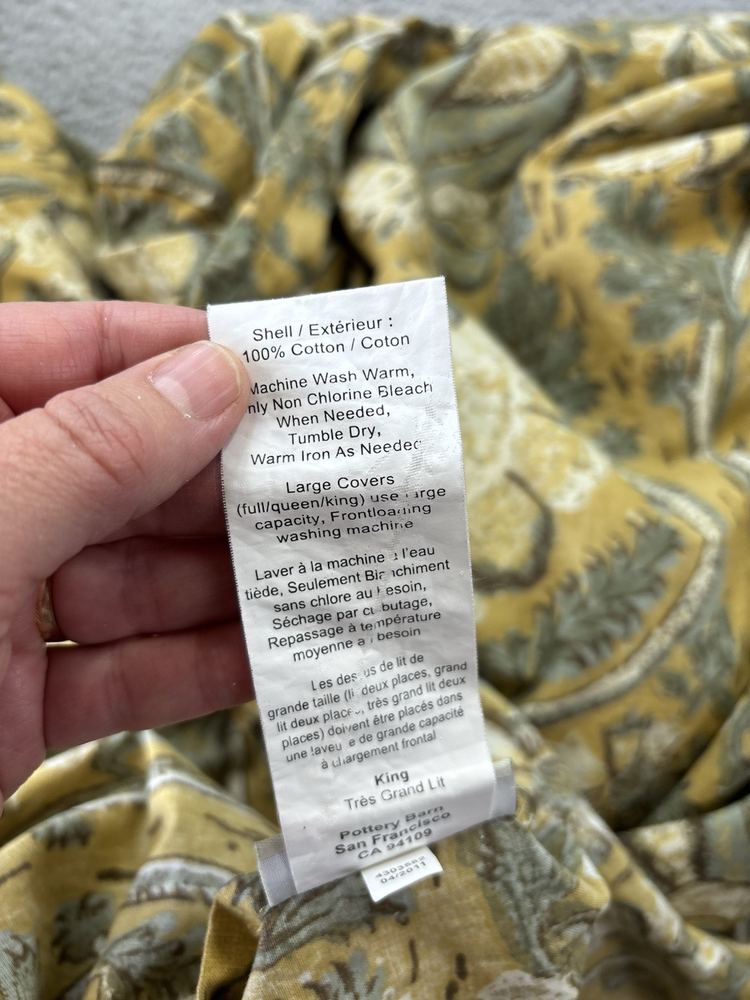 Shell / Extérieur :
100% Cotton / Coton
Machine Wash Warm,
nly Non Chlorine Bleach
When Needed,
Tumble Dry,
Warm Iron As Needed
Large Covers
(full/queen/king) use large
capacity, Frontloading
washing machine
Laver à la machine à l'eau
tiède, Seulement Blanchiment
sans chlore au besoin,
Séchage par culbutage,
Repassage à température
moyenne au besoin
Les dessus de lit de
grande taille (lit deux places, grand
lit deux places, très grand lit deux
places) doivent être placés dans
une laveuse de grande capacité
à chargement frontal
King
Très Grand Lit
Pottery Barn
San Francisco
CA 94109
04/2011